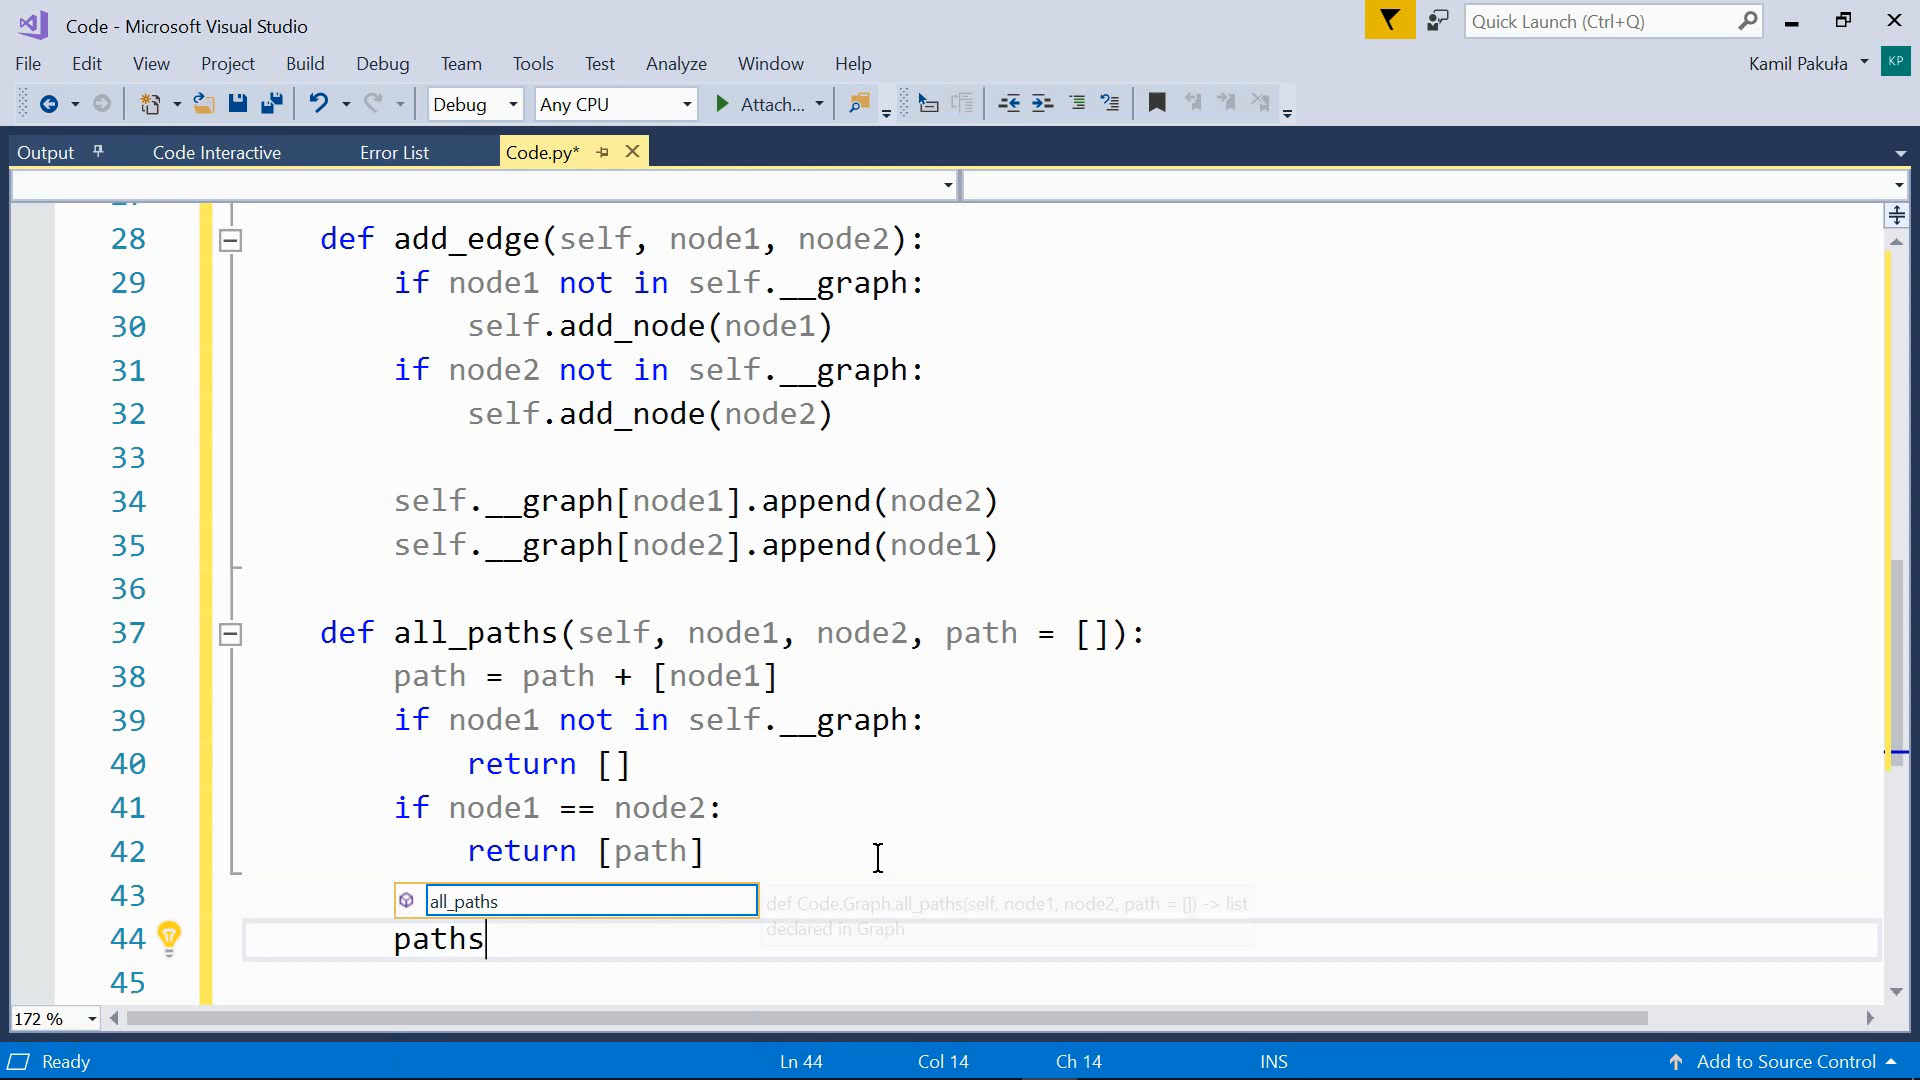 Code - Microsoft Visual Studio
Quick Launch (Ctrl+Q)
File Edit View Project Build Debug Team Tools Test Analyze Window Help
Kamil Pakuła KP
Debug Any CPU Attach...
Output Code Interactive Error List Code.py*
28 def add_edge(self, node1, node2):
29 if node1 not in self.__graph:
30 self.add_node(node1)
31 if node2 not in self.__graph:
32 self.add_node(node2)
33
34 self.__graph[node1].append(node2)
35 self.__graph[node2].append(node1)
36
37 def all_paths(self, node1, node2, path = []):
38 path = path + [node1]
39 if node1 not in self.__graph:
40 return []
41 if node1 == node2:
42 return [path]
43 all_paths def Code.Graph.all_paths(self, node1, node2, path = []) -> list
declared in Graph
44 paths
45
172 %
Ready Ln 44 Col 14 Ch 14 INS Add to Source Control